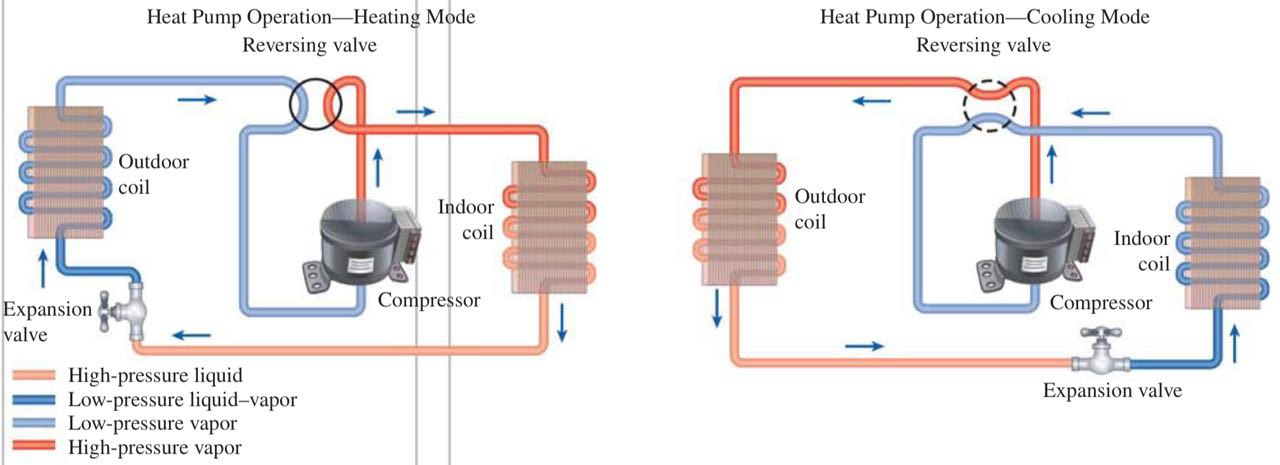 Heat Pump Operation—Heating Mode
Reversing valve
Outdoor
coil
Indoor
coil
Compressor
Expansion
valve
High-pressure liquid
Low-pressure liquid–vapor
Low-pressure vapor
High-pressure vapor
Heat Pump Operation—Cooling Mode
Reversing valve
Outdoor
coil
Indoor
coil
Compressor
Expansion valve